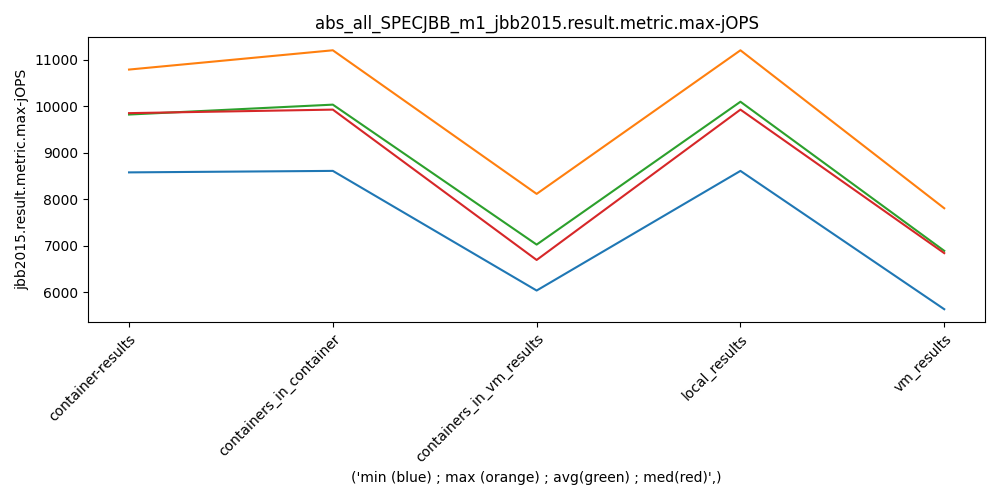 abs_all_SPECJBB_m1_jbb2015.result.metric.max-jOPS
jbb2015.result.metric.max-jOPS
11000
10000
9000
8000
7000
6000
container-results
containers_in_container
containers_in_vm_results
local_results
vm_results
('min (blue) ; max (orange) ; avg(green) ; med(red)',)